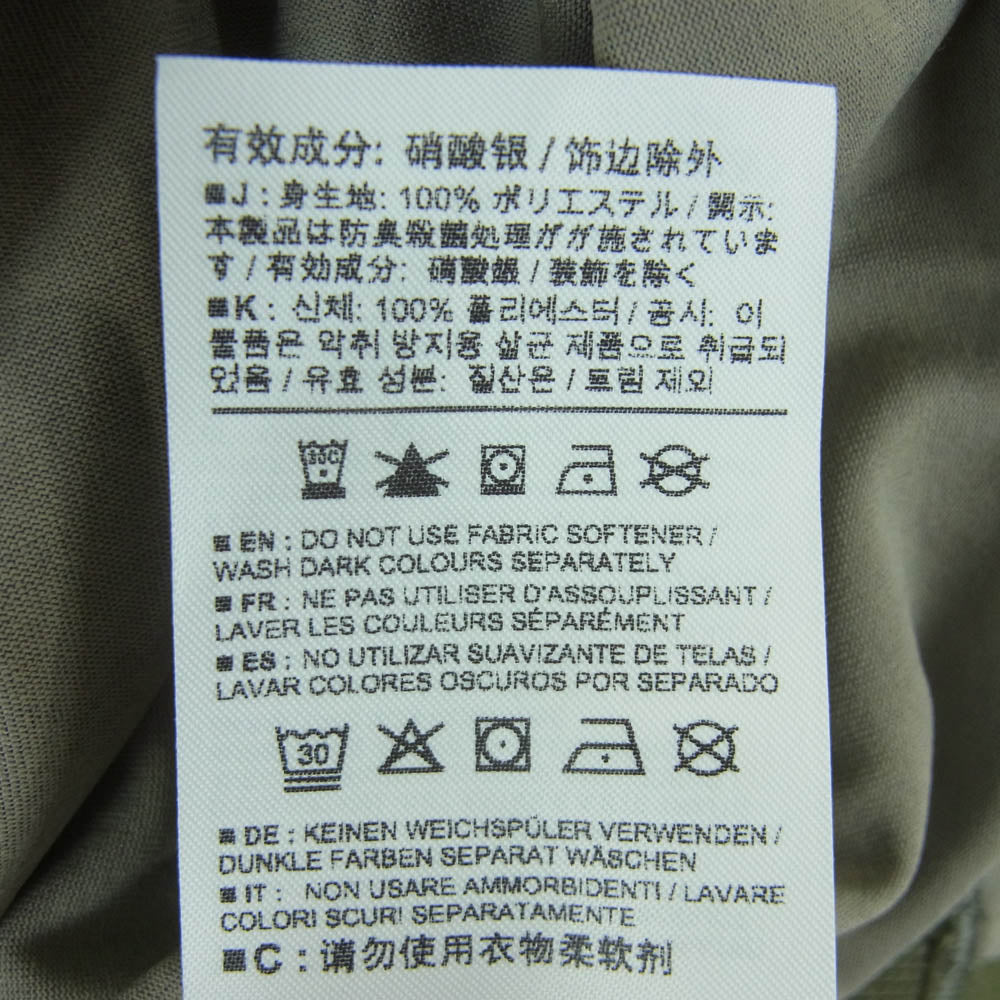 有效成分: 硝酸银 / 饰边除外
■J : 身生地: 100% ポリエステル / 開示:
本製品は防臭殺菌処理がが施されていま
す / 有効成分: 硝酸銀 / 装飾を除く
■K : 신체: 100% 폴리에스터 / 공시: 이
물품은 악취 방지용 살균 제품으로 취급되
있음 / 유효 성분: 질산은 / 트림 제외
30C
■ EN : DO NOT USE FABRIC SOFTENER /
WASH DARK COLOURS SEPARATELY
■ FR : NE PAS UTILISER D'ASSOUPLISSANT /
LAVER LES COULEURS SÉPARÉMENT
■ ES : NO UTILIZAR SUAVIZANTE DE TELAS /
LAVAR COLORES OSCUROS POR SEPARADO
30
■ DE : KEINEN WEICHSPÜLER VERWENDEN /
DUNKLE FARBEN SEPARAT WÄSCHEN
■ IT : NON USARE AMMORBIDENTI / LAVARE
COLORI SCURI SEPARATAMENTE
■C : 请勿使用衣物柔软剂